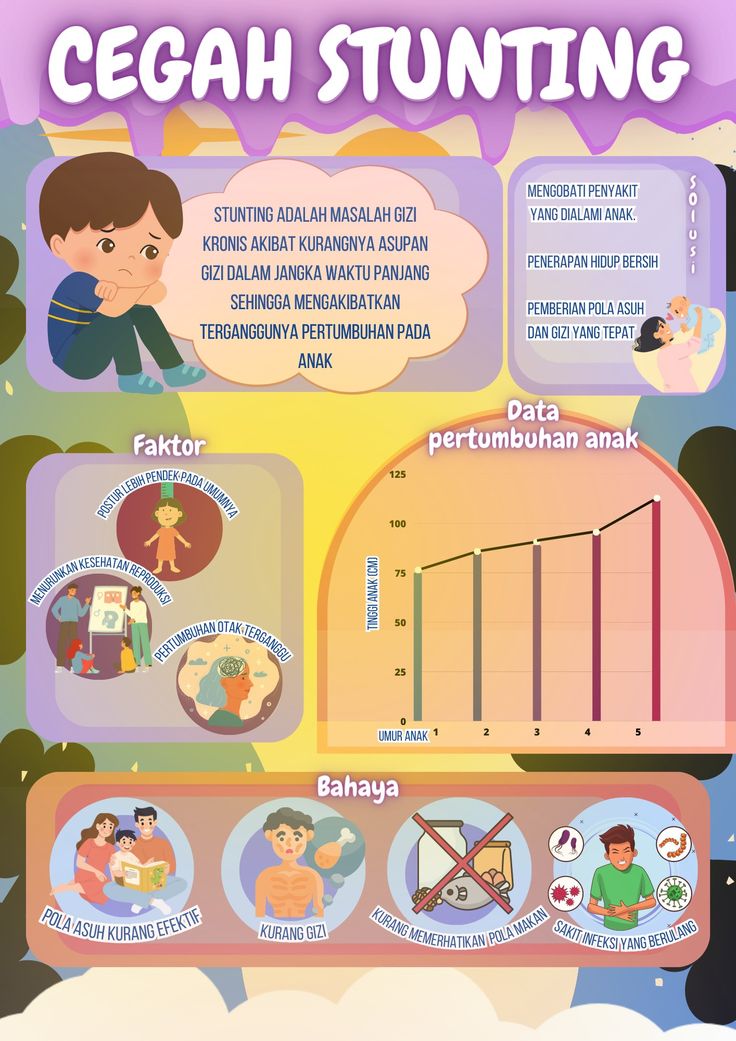 CEGAH STUNTING
STUNTING ADALAH MASALAH GIZI
KRONIS AKIBAT KURANGNYA ASUPAN
GIZI DALAM JANGKA WAKTU PANJANG
SEHINGGA MENGAKIBATKAN
TERGANGGUNYA PERTUMBUHAN PADA
ANAK
Solusi
MENGOBATI PENYAKIT
YANG DIALAMI ANAK.
PENERAPAN HIDUP BERSIH
PEMBERIAN POLA ASUH
DAN GIZI YANG TEPAT
Faktor
POSTUR LEBIH PENDEK PADA UMUMNYA
MENURUNKAN KESEHATAN REPRODUKSI
PERTUMBUHAN OTAK TERGANGGU
Data
pertumbuhan anak
125
100
75
50
25
0
TINGGI ANAK (CM)
UMUR ANAK 1 2 3 4 5
Bahaya
POLA ASUH KURANG EFEKTIF
KURANG GIZI
KURANG MEMERHATIKAN POLA MAKAN
SAKIT INFEKSI YANG BERULANG